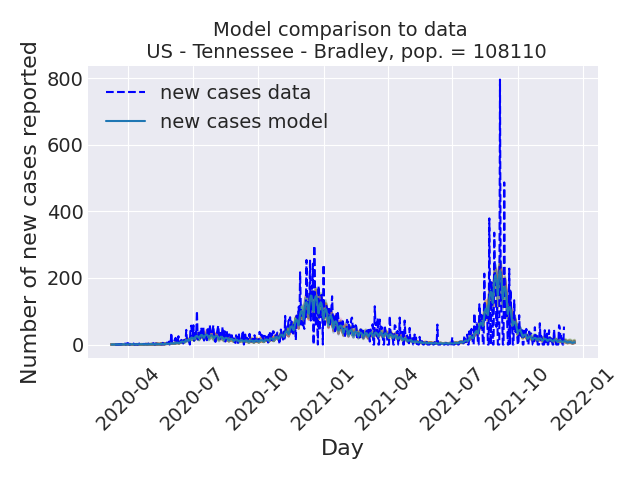 Model comparison to data
US - Tennessee - Bradley, pop. = 108110
Number of new cases reported
800
600
400
200
0
new cases data
new cases model
2020-04
2020-07
2020-10
2021-01
2021-04
2021-07
2021-10
2022-01
Day